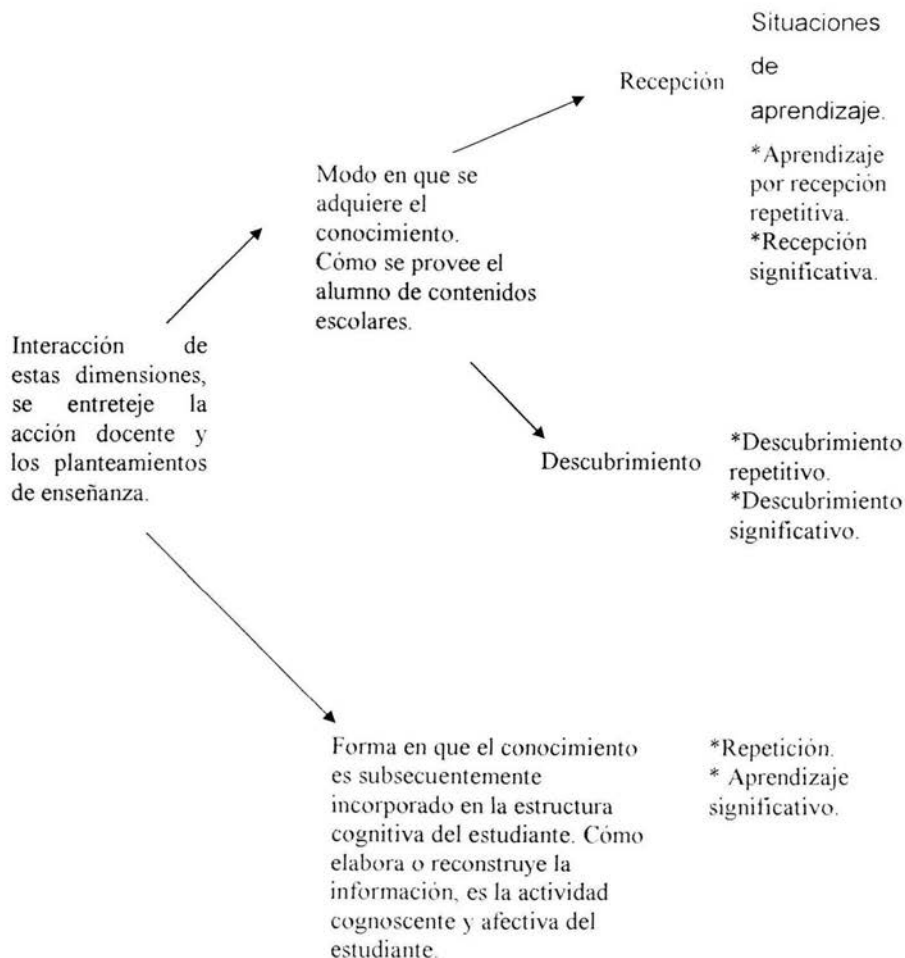 Situaciones
de
aprendizaje.
Recepción
*Aprendizaje
por recepción
repetitiva.
*Recepción
significativa.
Modo en que se
adquiere el
conocimiento.
Cómo se provee el
alumno de contenidos
escolares.
Interacción de
estas dimensiones,
se entreteje la
acción docente y
los planteamientos
de enseñanza.
Descubrimiento
*Descubrimiento
repetitivo.
*Descubrimiento
significativo.
Forma en que el conocimiento
es subsecuentemente
incorporado en la estructura
cognitiva del estudiante. Cómo
elabora o reconstruye la
información, es la actividad
cognoscente y afectiva del
estudiante.
*Repetición.
* Aprendizaje
significativo.